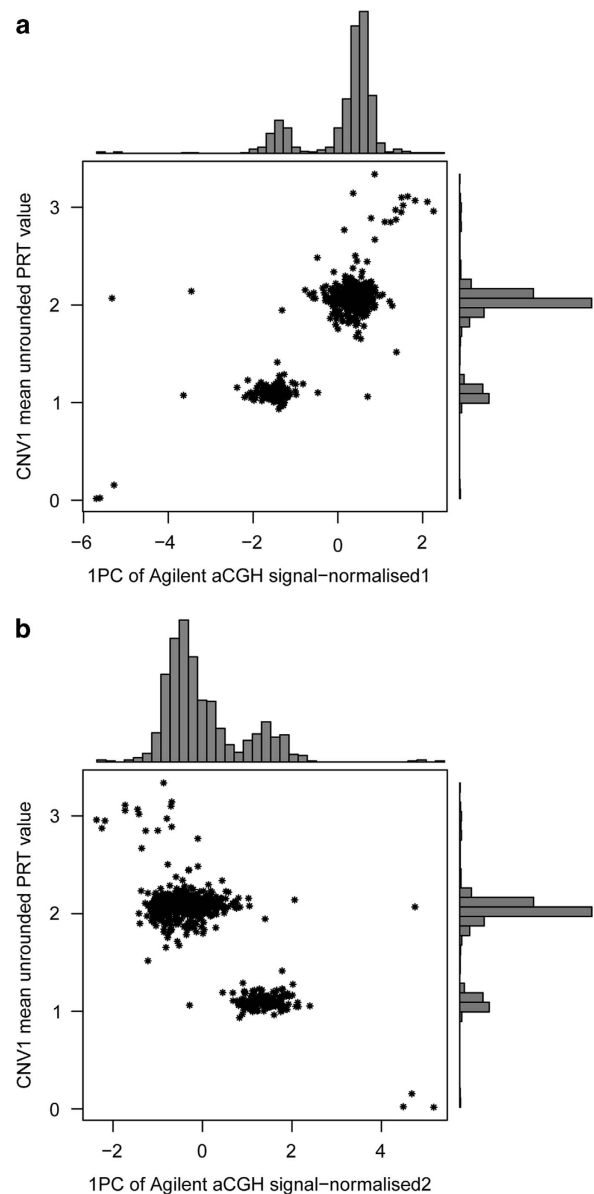 a
CNV1 mean unrounded PRT value
3
2
1
0
−6 −4 −2 0 2
1PC of Agilent aCGH signal−normalised1
b
CNV1 mean unrounded PRT value
3
2
1
0
−2 0 2 4
1PC of Agilent aCGH signal−normalised2